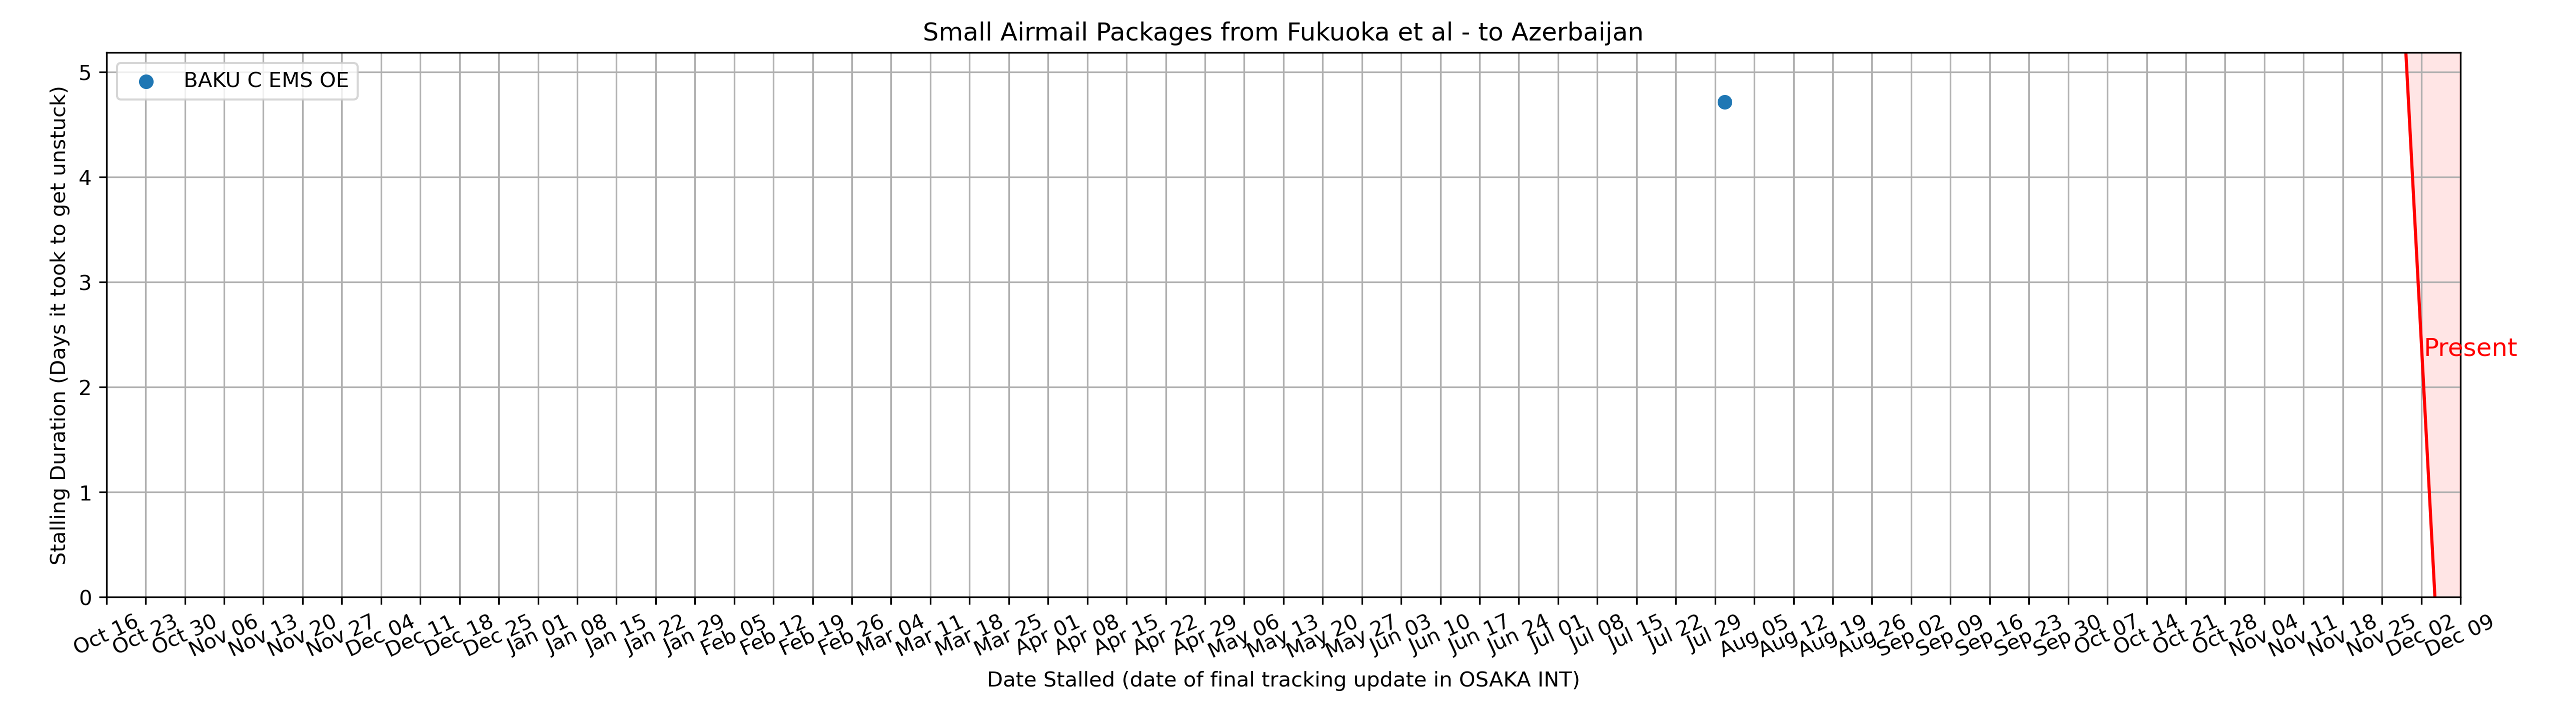 Small Airmail Packages from Fukuoka et al - to Azerbaijan
BAKU C EMS OE
Stalling Duration (Days it took to get unstuck)
5
4
3
2
1
0
Present
Oct 16
Oct 23
Oct 30
Nov 06
Nov 13
Nov 20
Nov 27
Dec 04
Dec 11
Dec 18
Dec 25
Jan 01
Jan 08
Jan 15
Jan 22
Jan 29
Feb 05
Feb 12
Feb 19
Feb 26
Mar 04
Mar 11
Mar 18
Mar 25
Apr 01
Apr 08
Apr 15
Apr 22
Apr 29
May 06
May 13
May 20
May 27
Jun 03
Jun 10
Jun 17
Jun 24
Jul 01
Jul 08
Jul 15
Jul 22
Jul 29
Aug 05
Aug 12
Aug 19
Aug 26
Sep 02
Sep 09
Sep 16
Sep 23
Sep 30
Oct 07
Oct 14
Oct 21
Oct 28
Nov 04
Nov 11
Nov 18
Nov 25
Dec 02
Dec 09
Date Stalled (date of final tracking update in OSAKA INT)